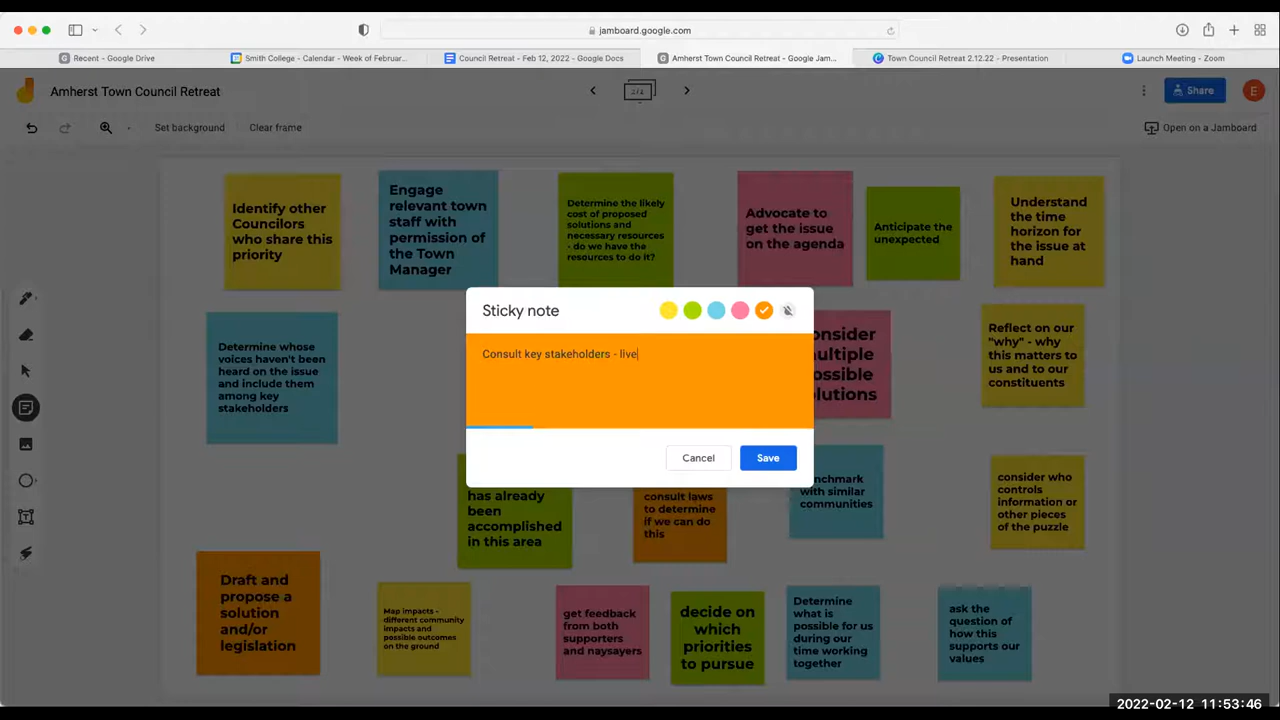 jamboard.google.com
Recent - Google Drive
Smith College - Calendar - Week of Februar...
Council Retreat - Feb 12, 2022 - Google Docs
Amherst Town Council Retreat - Google Jam...
Town Council Retreat 2.12.22 - Presentation
Launch Meeting - Zoom
Amherst Town Council Retreat
2/2
Share
E
Set background
Clear frame
Open on a Jamboard
Identify other
Councilors
who share this
priority
Engage
relevant town
staff with
permission of
the Town
Manager
Determine the likely
cost of proposed
solutions and
necessary resources
- do we have the
resources to do it?
Advocate to
get the issue
on the agenda
Anticipate the
unexpected
Understand
the time
horizon for
the issue at
hand
Determine whose
voices haven't been
heard on the issue
and include them
among key
stakeholders
Sticky note
Consult key stakeholders - live
Cancel
Save
onsider
ultiple
ossible
lutions
Reflect on our
"why" - why
this matters to
us and to our
constituents
has already
been
accomplished
in this area
consult laws
to determine
if we can do
this
nchmark
with similar
communities
consider who
controls
information or
other pieces
of the puzzle
Draft and
propose a
solution
and/or
legislation
Map impacts -
different community
impacts and
possible outcomes
on the ground
get feedback
from both
supporters
and naysayers
decide on
which
priorities
to pursue
Determine
what is
possible for us
during our
time working
together
ask the
question of
how this
supports our
values
2022-02-12 11:53:46